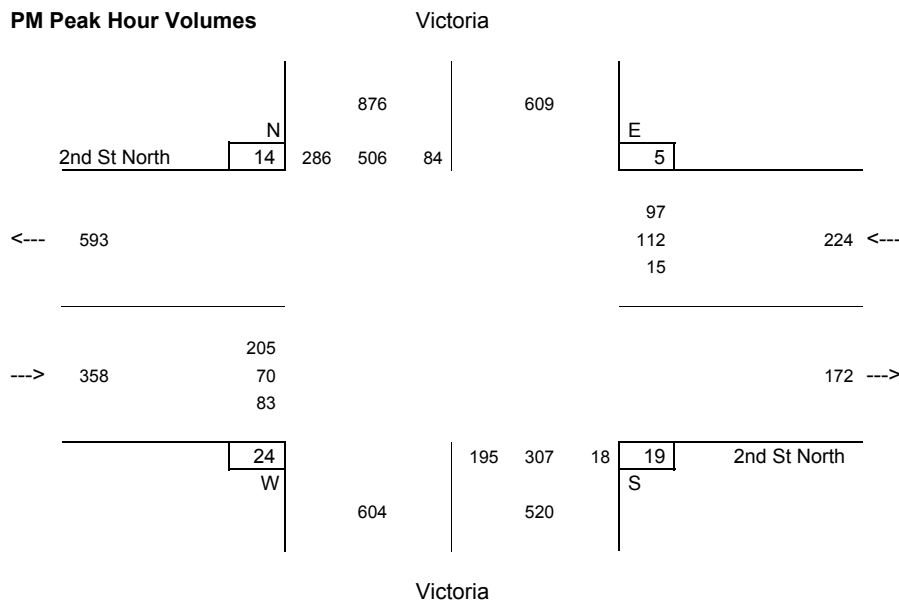 PM Peak Hour Volumes Victoria
876 609
N E
2nd St North 14 286 506 84 5
97
<--- 593 112 224 <---
15
205
---> 358 70 172 --->
83
24 195 307 18 19 2nd St North
W S
604 520
Victoria